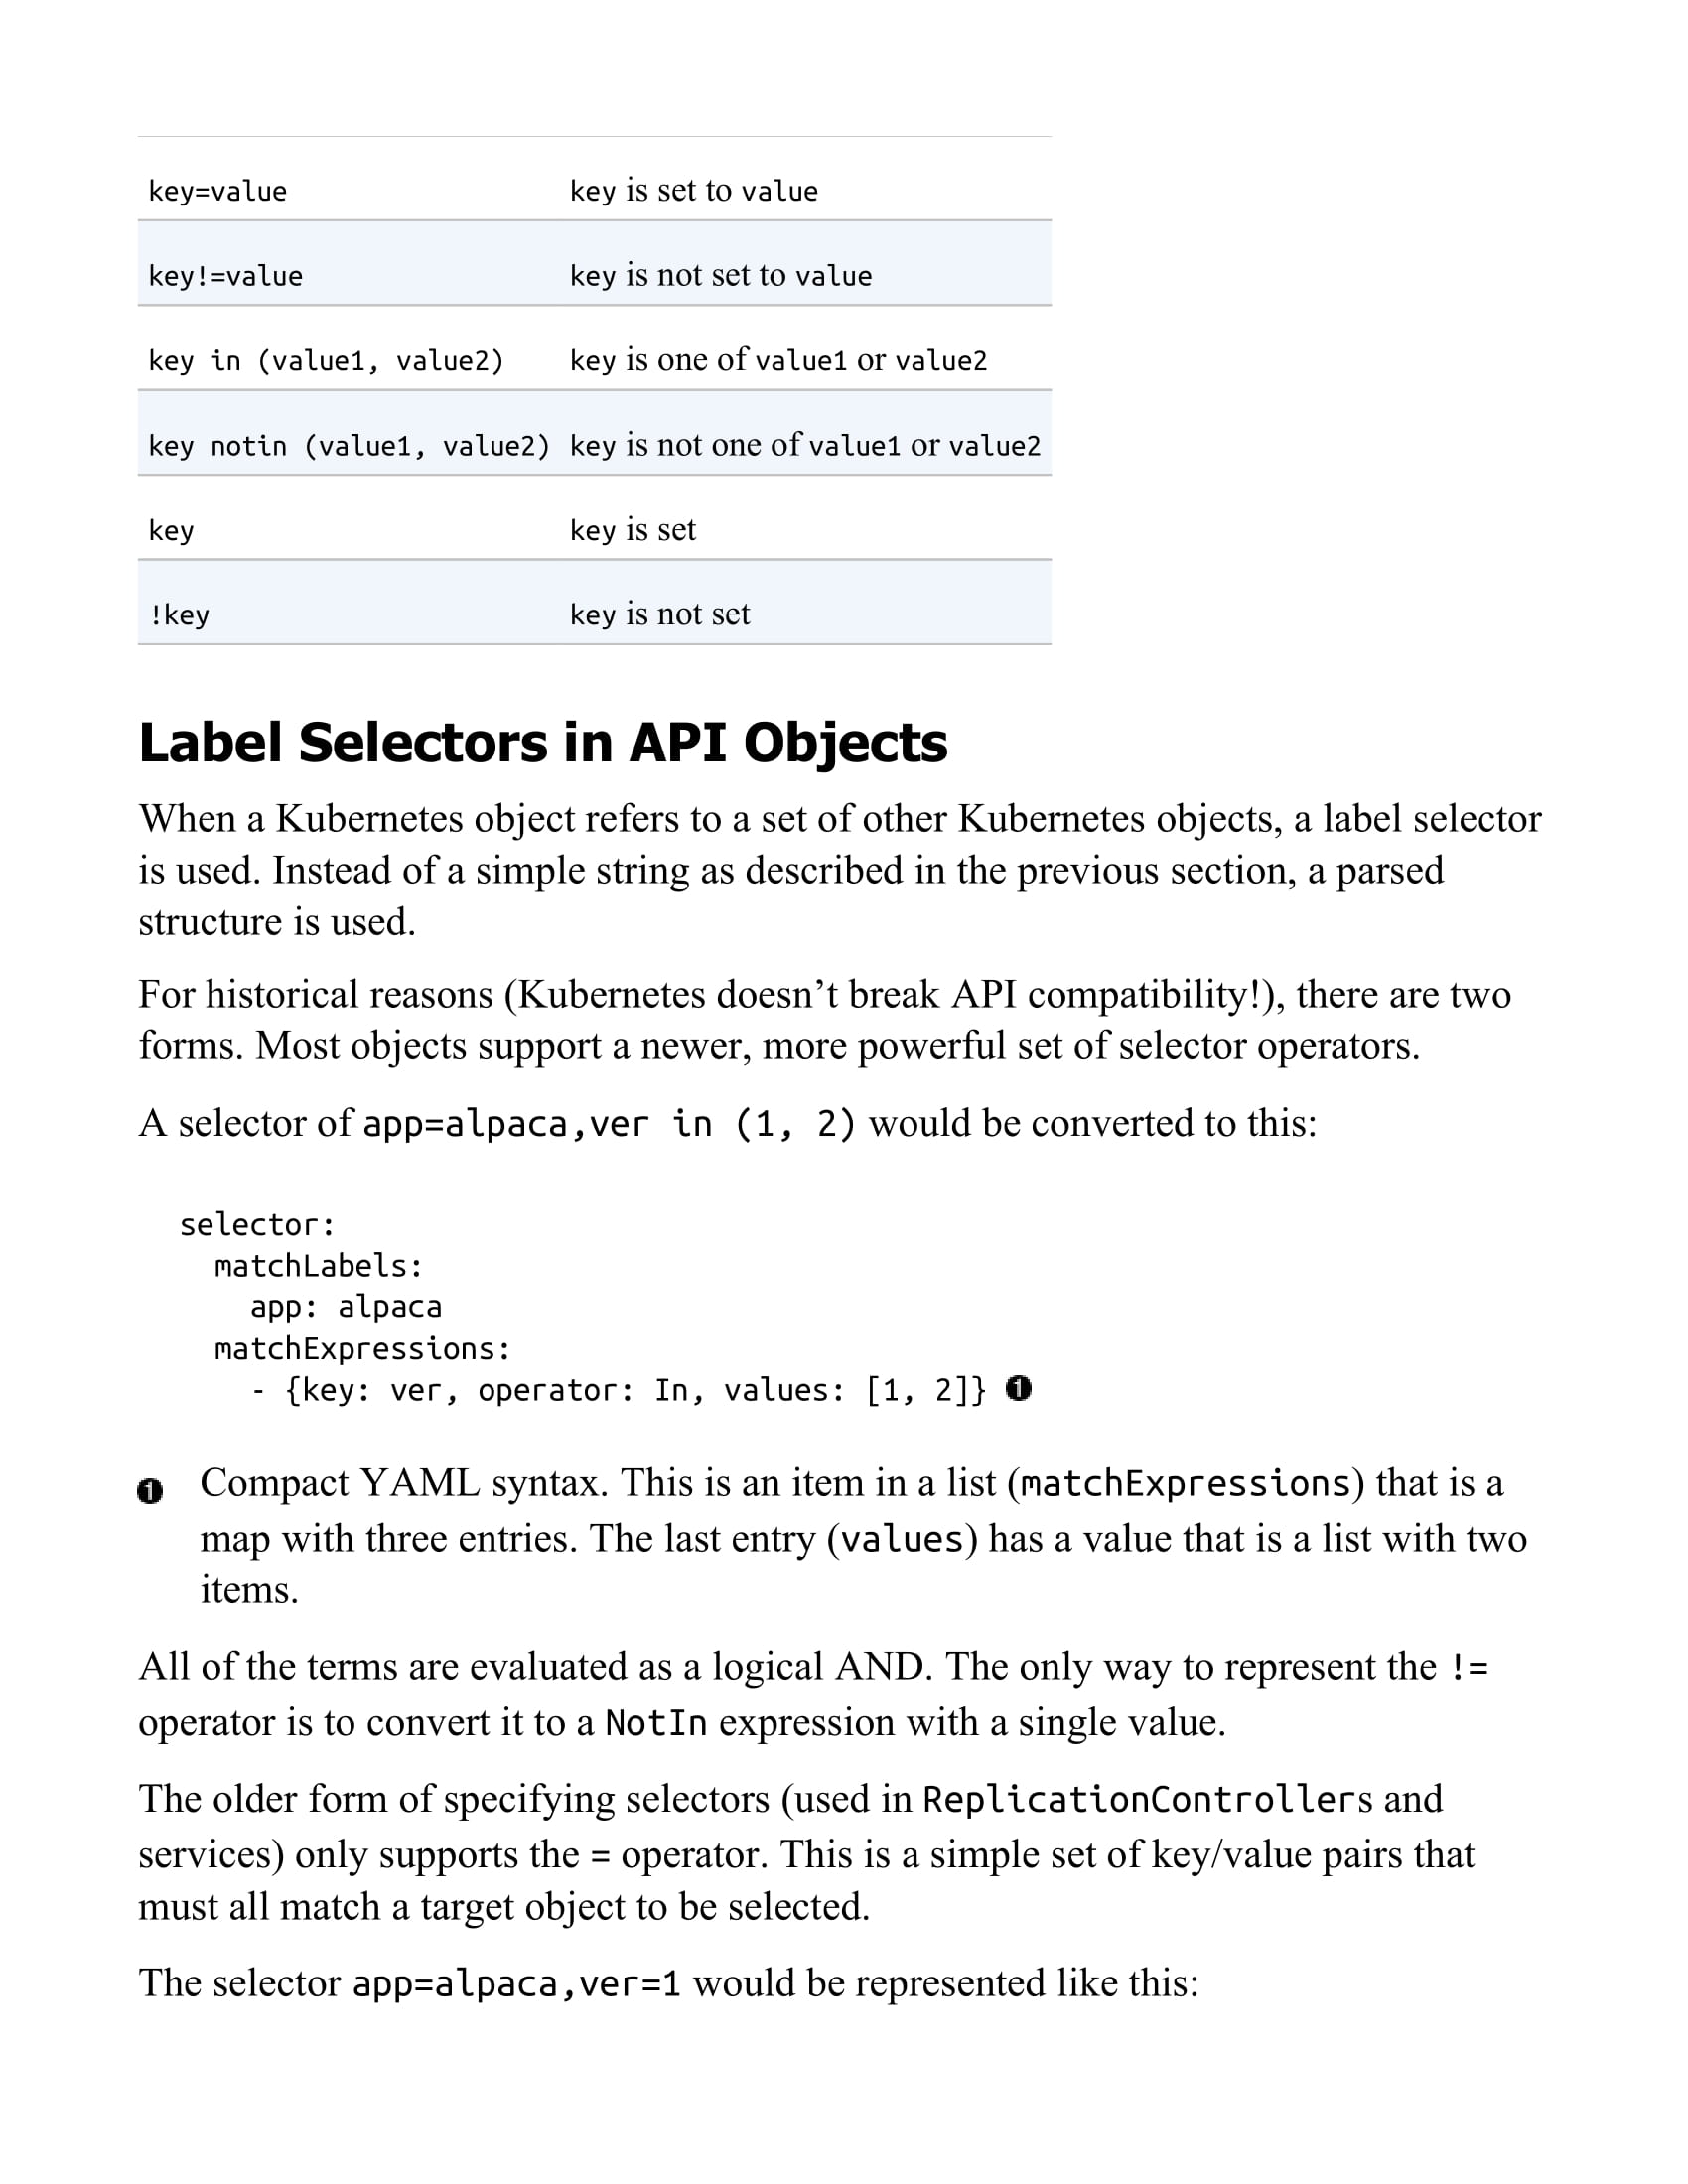 key=value key is set to value
key!=value key is not set to value
key in (value1, value2) key is one of value1 or value2
key notin (value1, value2) key is not one of value1 or value2
key key is set
!key key is not set
Label Selectors in API Objects
When a Kubernetes object refers to a set of other Kubernetes objects, a label selector
is used. Instead of a simple string as described in the previous section, a parsed
structure is used.
For historical reasons (Kubernetes doesn’t break API compatibility!), there are two
forms. Most objects support a newer, more powerful set of selector operators.
A selector of app=alpaca,ver in (1, 2) would be converted to this:
selector:
  matchLabels:
    app: alpaca
  matchExpressions:
    - {key: ver, operator: In, values: [1, 2]} ❶
❶ Compact YAML syntax. This is an item in a list (matchExpressions) that is a
map with three entries. The last entry (values) has a value that is a list with two
items.
All of the terms are evaluated as a logical AND. The only way to represent the !=
operator is to convert it to a NotIn expression with a single value.
The older form of specifying selectors (used in ReplicationControllers and
services) only supports the = operator. This is a simple set of key/value pairs that
must all match a target object to be selected.
The selector app=alpaca,ver=1 would be represented like this: